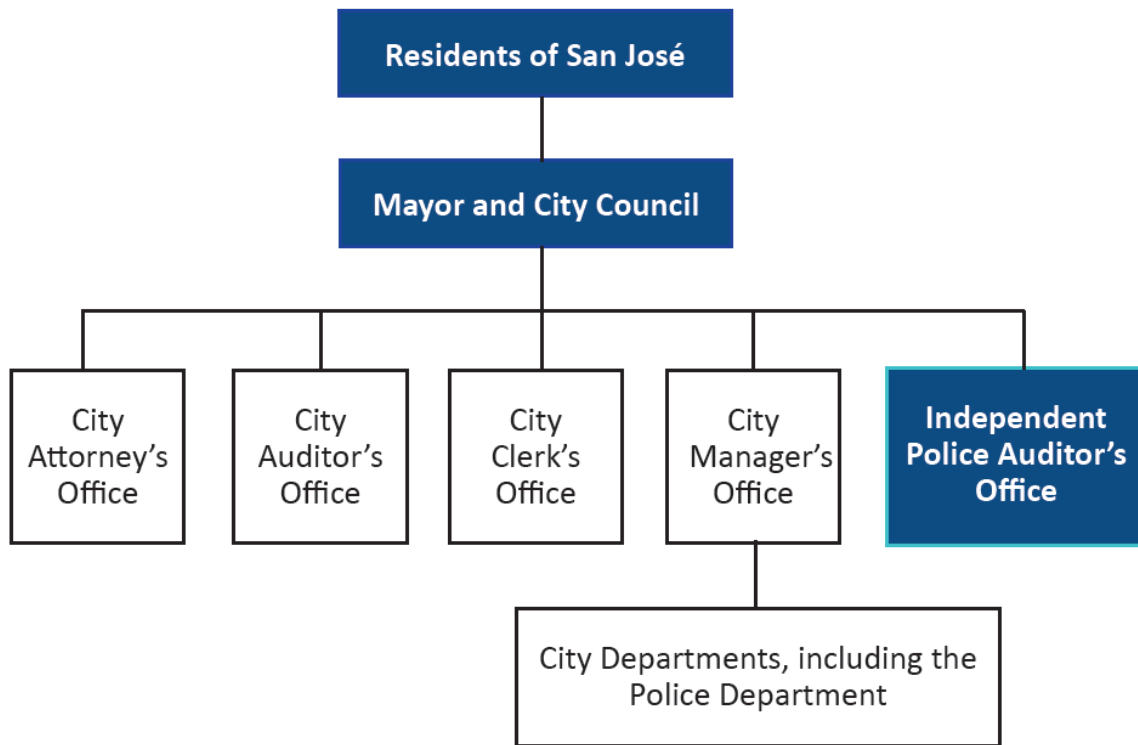 Residents of San José
Mayor and City Council
City
Attorney’s
Office
City
Auditor’s
Office
City
Clerk’s
Office
City
Manager’s
Office
Independent
Police Auditor’s
Office
City Departments, including the
Police Department